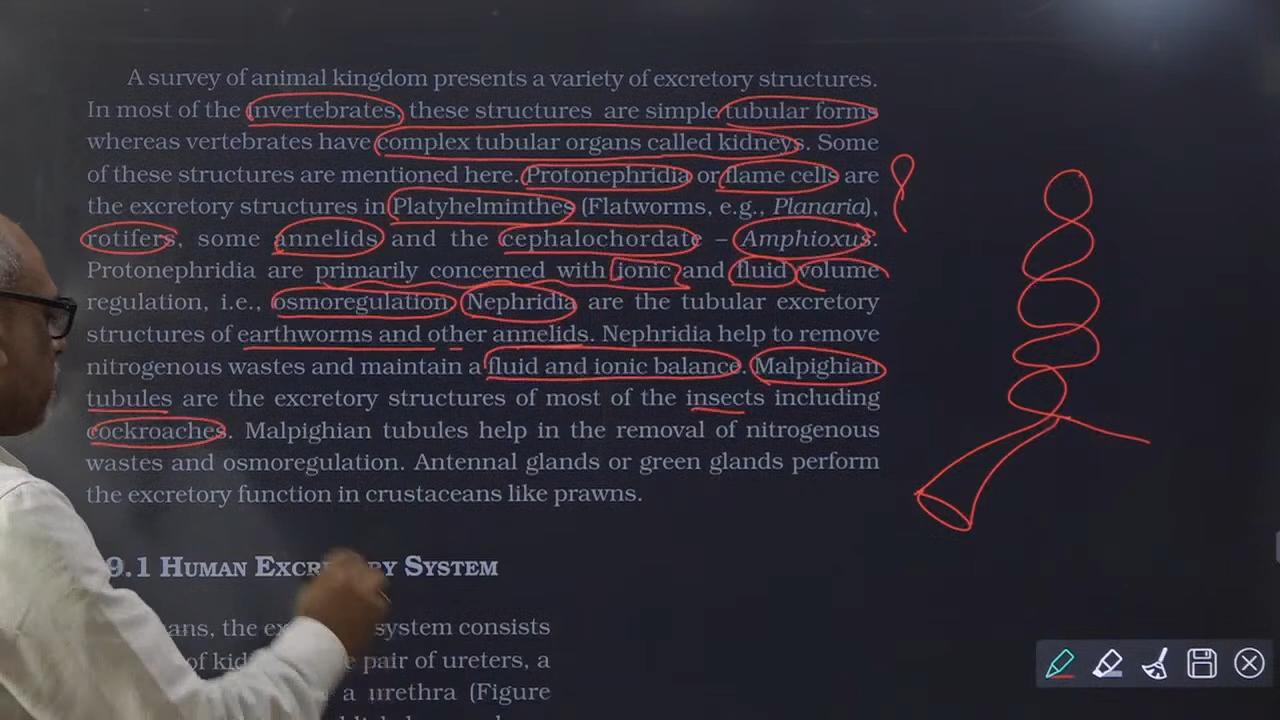 A survey of animal kingdom presents a variety of excretory structures.
In most of the invertebrates, these structures are simple tubular forms
whereas vertebrates have complex tubular organs called kidneys. Some
of these structures are mentioned here. Protonephridia or flame cells are
the excretory structures in Platyhelminthes (Flatworms, e.g., Planaria),
rotifers, some annelids and the cephalochordate – Amphioxus.
Protonephridia are primarily concerned with ionic and fluid volume
regulation, i.e., osmoregulation. Nephridia are the tubular excretory
structures of earthworms and other annelids. Nephridia help to remove
nitrogenous wastes and maintain a fluid and ionic balance. Malpighian
tubules are the excretory structures of most of the insects including
cockroaches. Malpighian tubules help in the removal of nitrogenous
wastes and osmoregulation. Antennal glands or green glands perform
the excretory function in crustaceans like prawns.
9.1 HUMAN EXCRETORY SYSTEM
the system consists
of pair of ureters, a
a urethra (Figure